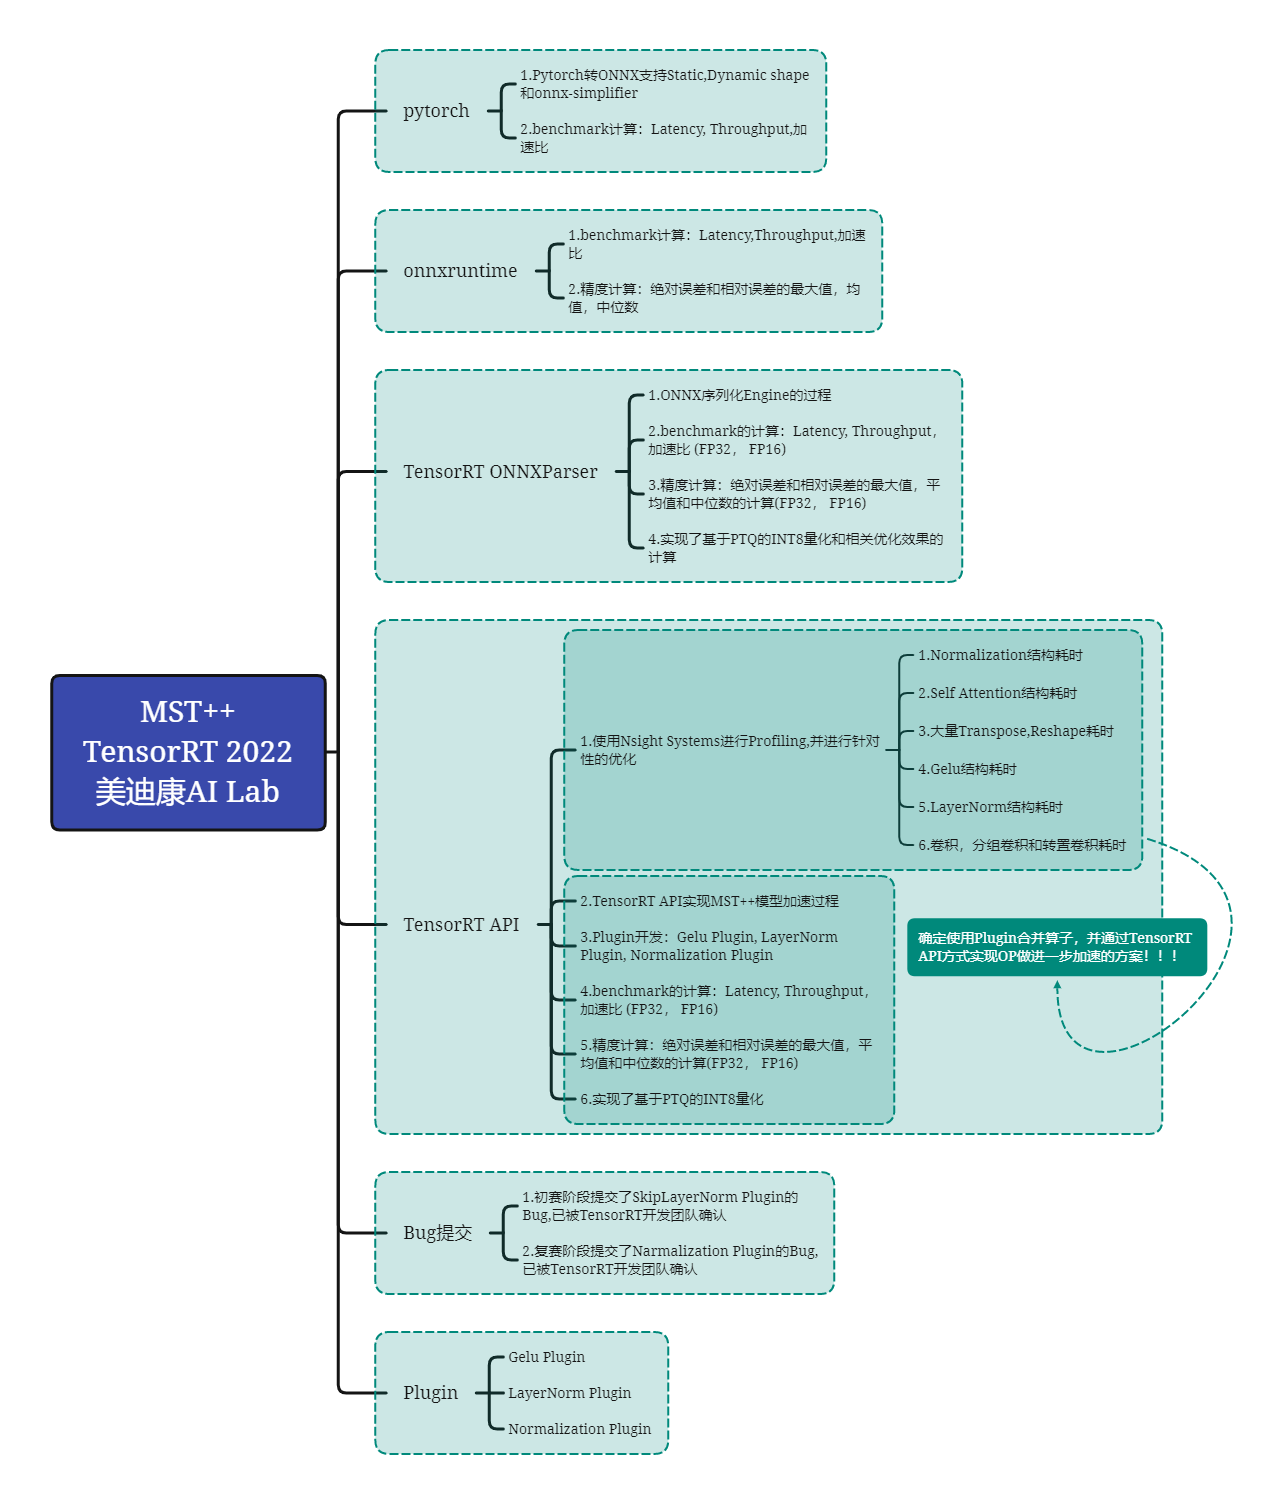 MST++
TensorRT 2022
美迪康AI Lab
pytorch
1.Pytorch转ONNX支持Static,Dynamic shape
和onnx-simplifier
2.benchmark计算：Latency, Throughput,加
速比
onnxruntime
1.benchmark计算：Latency,Throughput,加速
比
2.精度计算：绝对误差和相对误差的最大值，均
值，中位数
TensorRT ONNXParser
1.ONNX序列化Engine的过程
2.benchmark的计算：Latency, Throughput，
加速比 (FP32， FP16)
3.精度计算：绝对误差和相对误差的最大值，平
均值和中位数的计算(FP32， FP16)
4.实现了基于PTQ的INT8量化和相关优化效果的
计算
TensorRT API
1.使用Nsight Systems进行Profiling,并进行针对
性的优化
1.Normalization结构耗时
2.Self Attention结构耗时
3.大量Transpose,Reshape耗时
4.Gelu结构耗时
5.LayerNorm结构耗时
6.卷积，分组卷积和转置卷积耗时
2.TensorRT API实现MST++模型加速过程
3.Plugin开发：Gelu Plugin, LayerNorm
Plugin, Normalization Plugin
4.benchmark的计算：Latency, Throughput，
加速比 (FP32， FP16)
5.精度计算：绝对误差和相对误差的最大值，平
均值和中位数的计算(FP32， FP16)
6.实现了基于PTQ的INT8量化
确定使用Plugin合并算子，并通过TensorRT
API方式实现OP做进一步加速的方案！！！
Bug提交
1.初赛阶段提交了SkipLayerNorm Plugin的
Bug,已被TensorRT开发团队确认
2.复赛阶段提交了Narmalization Plugin的Bug,
已被TensorRT开发团队确认
Plugin
Gelu Plugin
LayerNorm Plugin
Normalization Plugin